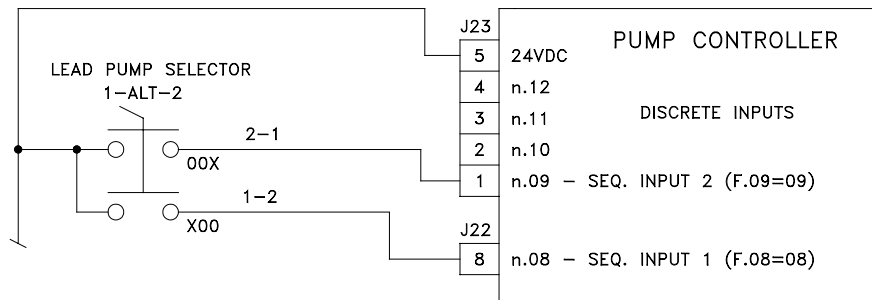 J23
PUMP CONTROLLER
5 24VDC
LEAD PUMP SELECTOR
1-ALT-2
4 n.12
3 n.11
DISCRETE INPUTS
2 n.10
2-1
00X
1 n.09 - SEQ. INPUT 2 (F.09=09)
1-2
X00
J22
8 n.08 - SEQ. INPUT 1 (F.08=08)